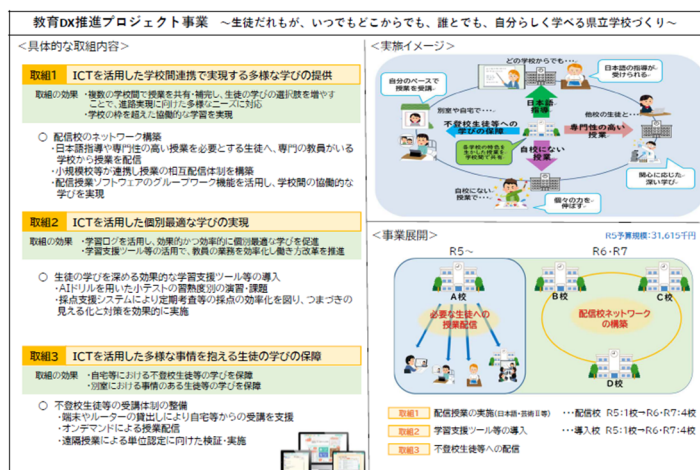 教育DX推進プロジェクト事業　～生徒だれもが、いつでもどこからでも、誰とでも、自分らしく学べる県立学校づくり～
＜具体的な取組内容＞
取組1　ICTを活用した学校間連携で実現する多様な学びの提供
取組の効果　・複数の学校間で授業を共有・補完し、生徒の学びの選択肢を増やす
ことで、進路実現に向けた多様なニーズに対応
・学校の枠を超えた協働的な学習を実現
○　配信校のネットワーク構築
・日本語指導や専門性の高い授業を必要とする生徒へ、専門の教員がいる
学校から授業を配信
・小規模校等が連携し授業の相互配信体制を構築
・配信授業ソフトウェアのグループワーク機能を活用し、学校間の協働的な
学びを実現
取組2　ICTを活用した個別最適な学びの実現
取組の効果　・学習ログを活用し、効果的かつ効率的に個別最適な学びを促進
・学習支援ツール等の活用で、教員の業務を効率化し働き方改革を推進
○　生徒の学びを深める効果的な学習支援ツール等の導入
・AIドリルを用いた小テストの習熟度別の演習・課題
・採点支援システムにより定期考査等の採点の効率化を図り、つまづきの
見える化と対策を効果的に実施
取組3　ICTを活用した多様な事情を抱える生徒の学びの保障
取組の効果　・自宅等における不登校生徒等の学びを保障
・別室における事情のある生徒等の学びを保障
○　不登校生徒等の受講体制の整備
・端末やルーターの貸出しにより自宅等からの受講を支援
・オンデマンドによる授業配信
・遠隔授業による単位認定に向けた検証・実施
＜実施イメージ＞
どの学校からでも・・
日本語の指導が
受けられる
自分のペースで
授業を受講
日本語
指導
別室や自宅で・・
他校の生徒と・・
不登校生徒等への
学びの保障
専門性の高い
授業
各学校の特色を
生かした授業を
学校間で共有
自校にない
授業
関心に応じた
深い学び
自校にない
授業で・・
個々の力を
伸ばす
＜事業展開＞
R5予算規模：31,615千円
R5～
R6・R7
A校
B校
C校
必要な生徒への
授業配信
配信校ネットワーク
の構築
D校
取組1　配信授業の実施(日本語・芸術Ⅱ等)　・・・配信校　R5：1校→R6・R7：4校
取組2　学習支援ツール等の導入　・・・導入校　R5：1校→R6・R7：4校
取組3　不登校生徒等への配信